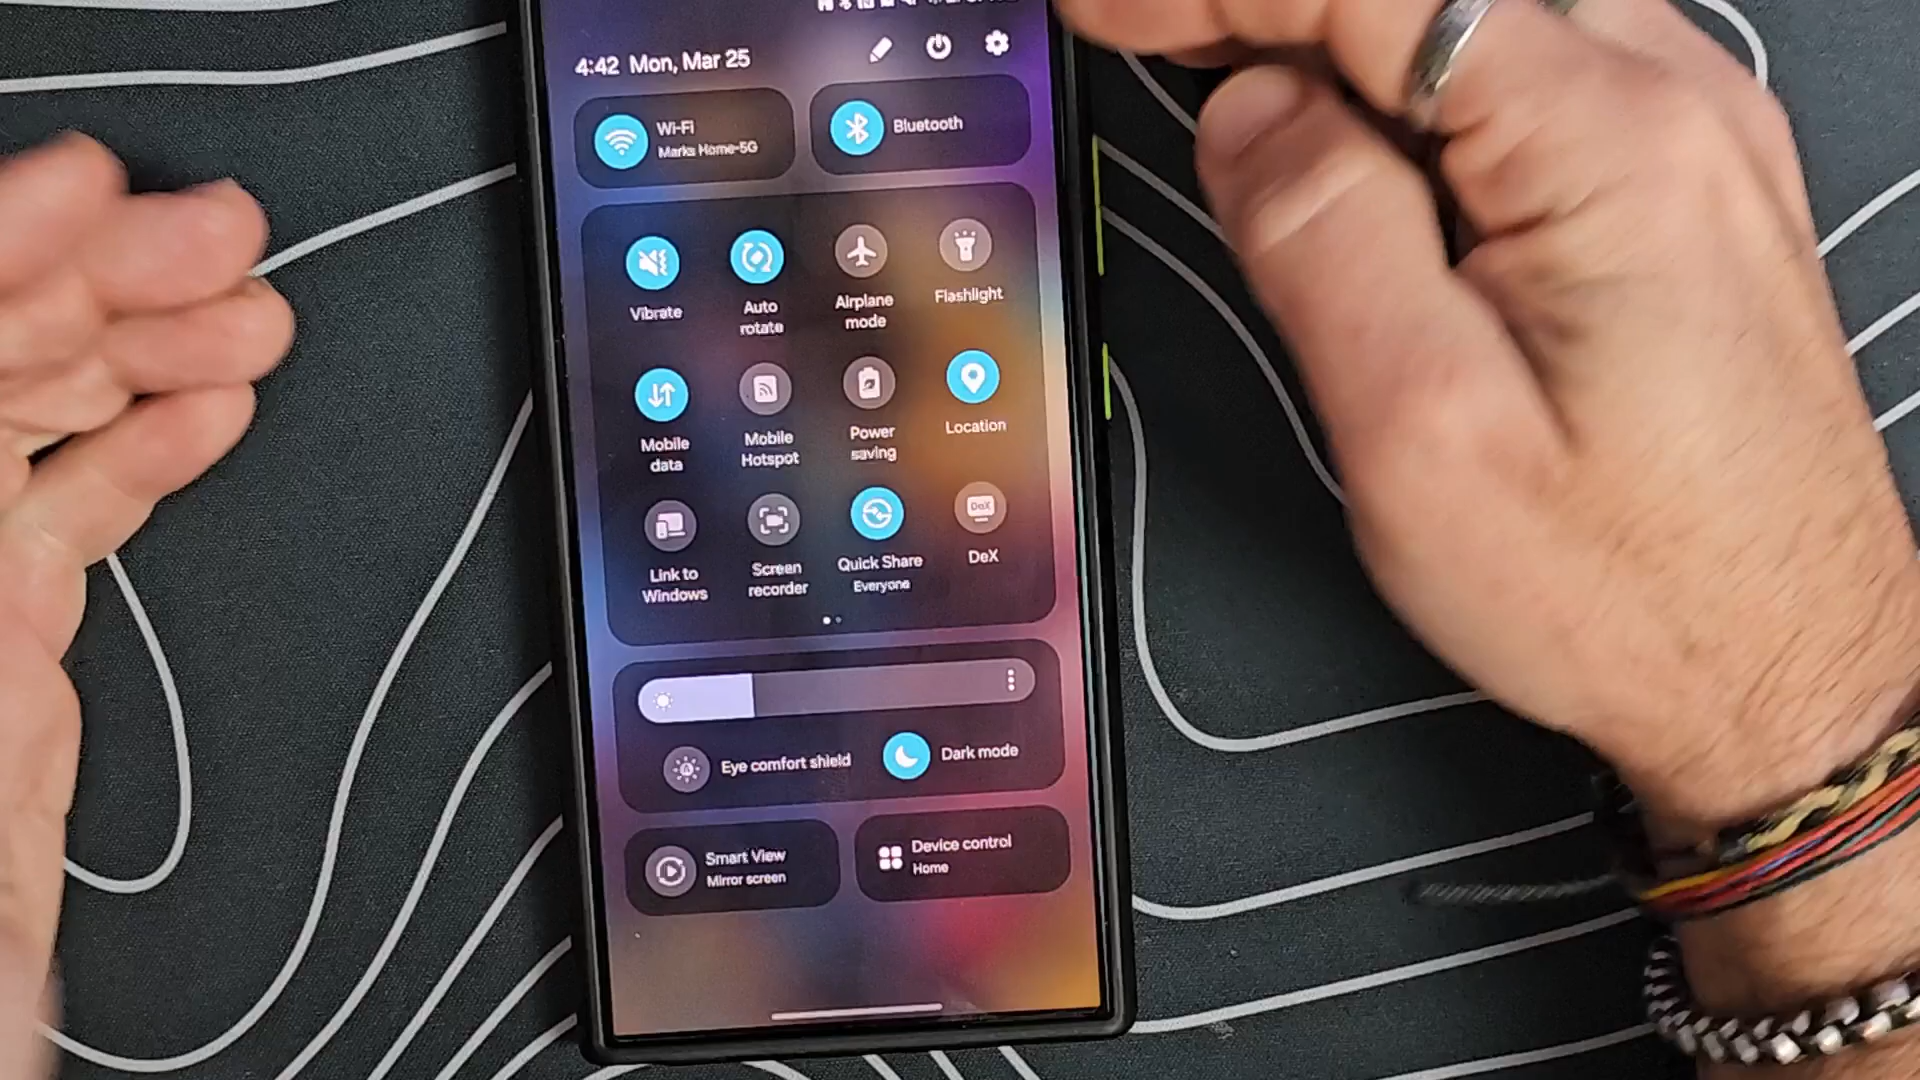 4:42 Mon, Mar 25
Wi-Fi
Marks Home-5G
Bluetooth
Vibrate
Auto
rotate
Airplane
mode
Flashlight
Mobile
data
Mobile
Hotspot
Power
saving
Location
Link to
Windows
Screen
recorder
Quick Share
Everyone
DeX
DeX
Eye comfort shield
Dark mode
Smart View
Mirror screen
Device control
Home